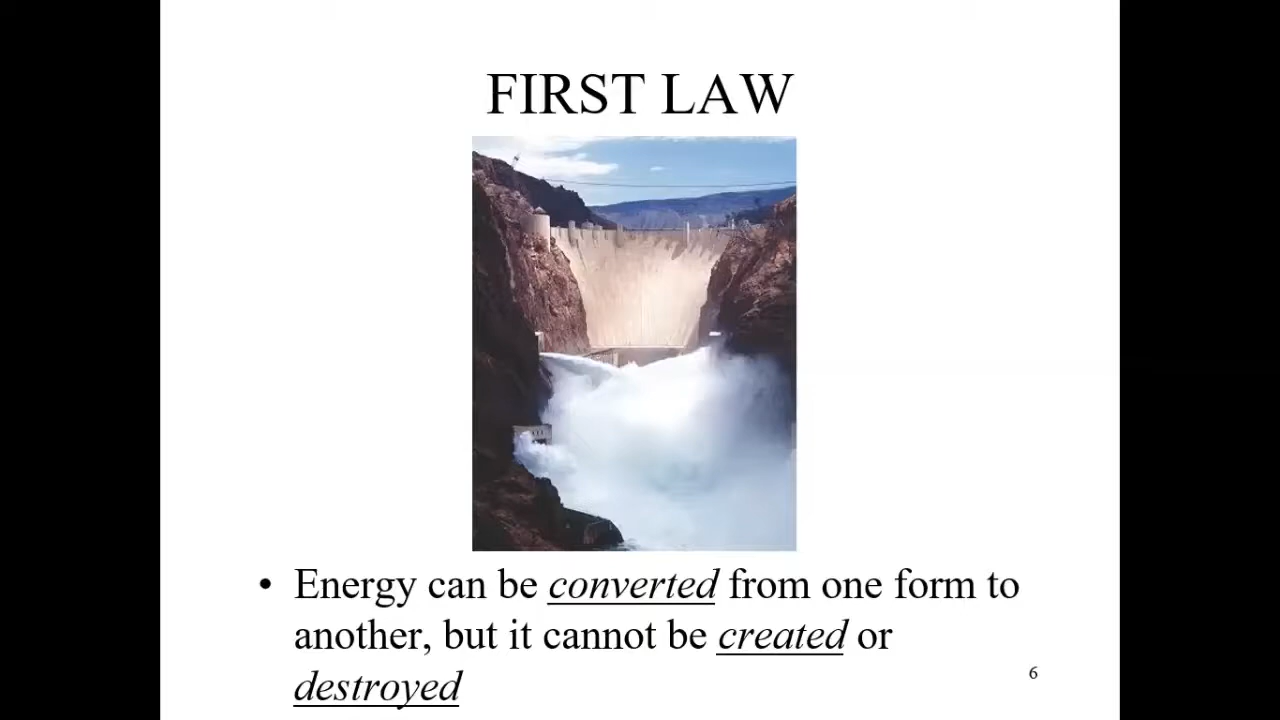 FIRST LAW
• Energy can be converted from one form to
another, but it cannot be created or
destroyed
6